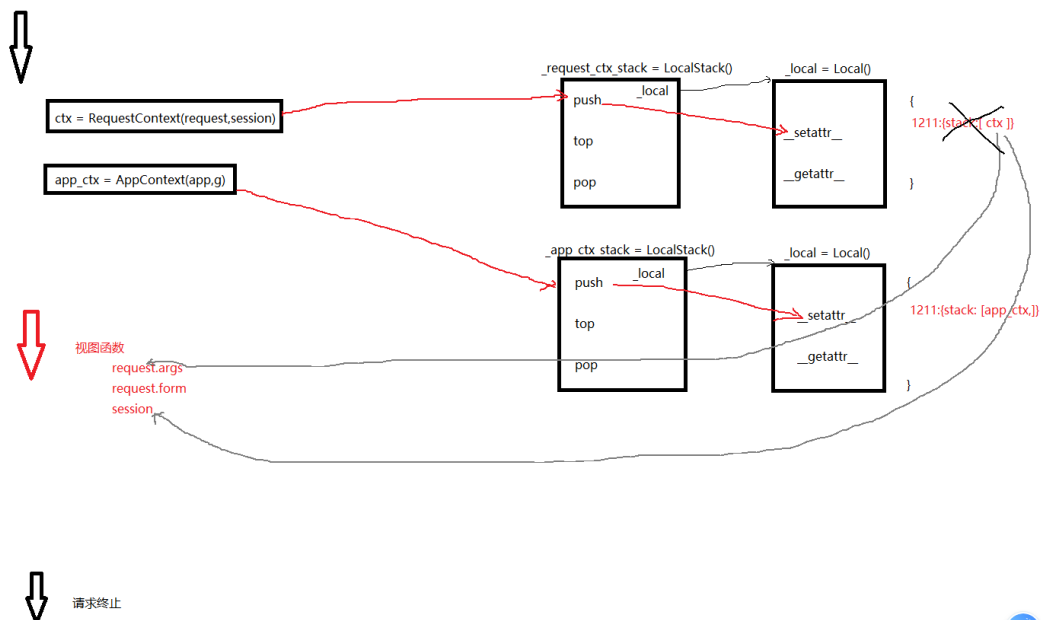 _request_ctx_stack = LocalStack()
_local = Local()
ctx = RequestContext(request,session)
push
_local
top
pop
__setattr__
__getattr__
{
1211:{stack:[ ctx ]}
}
app_ctx = AppContext(app,g)
_app_ctx_stack = LocalStack()
_local = Local()
push
_local
top
pop
__setattr__
__getattr__
{
1211:{stack: [app_ctx,]}
}
视图函数
request.args
request.form
session
请求终止